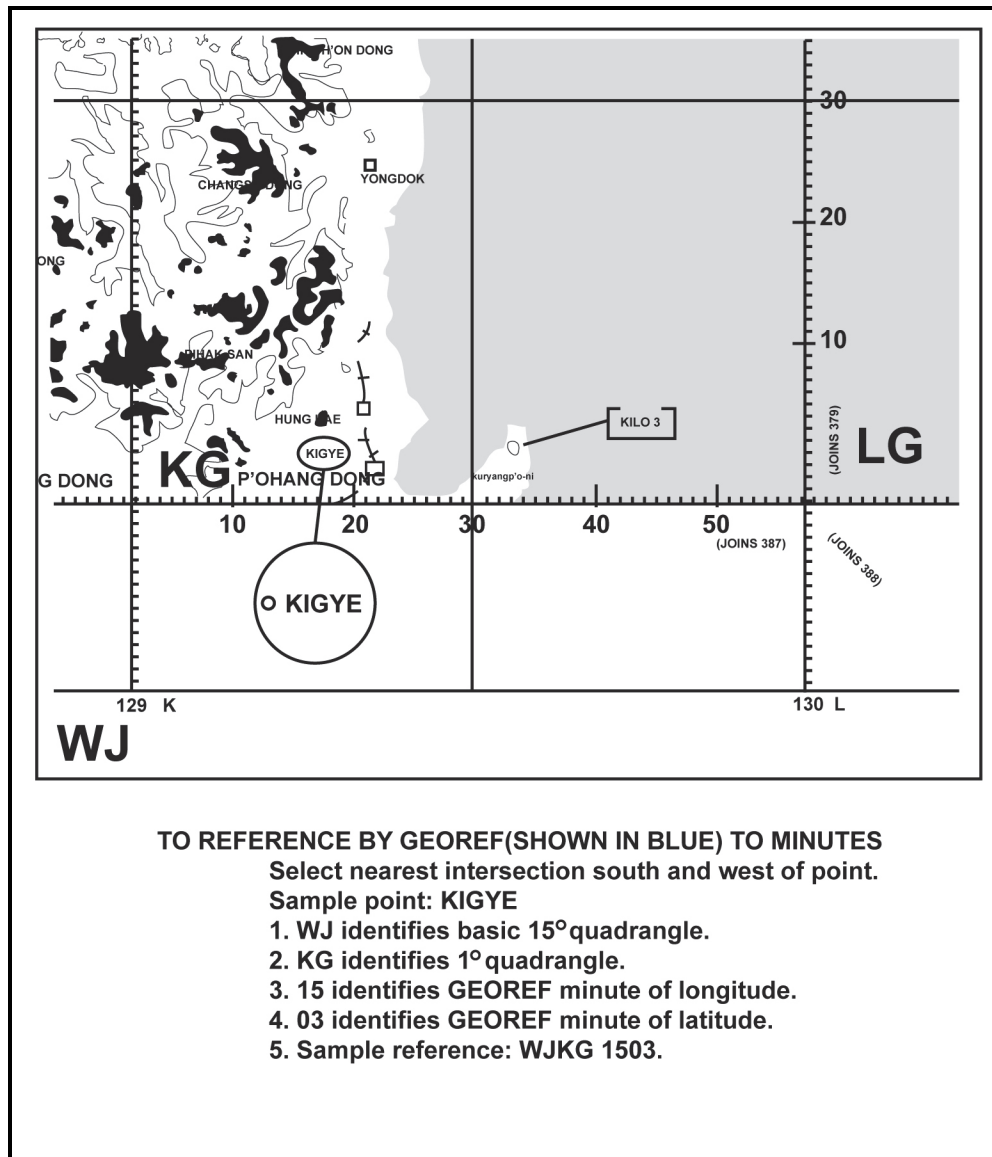 H'ON DONG
30
YONGDOK
20
ONG
10
PIHAK SAN
HUNG HAE
KIGYE
KILO 3
(JOINS 379)
LG
KG
P'OHANG DONG
G DONG
kuryangp'o-ni
10 20 30 40 50
(JOINS 387)
(JOINS 388)
KIGYE
129 K
130 L
WJ
TO REFERENCE BY GEOREF(SHOWN IN BLUE) TO MINUTES
Select nearest intersection south and west of point.
Sample point: KIGYE
1. WJ identifies basic 15° quadrangle.
2. KG identifies 1° quadrangle.
3. 15 identifies GEOREF minute of longitude.
4. 03 identifies GEOREF minute of latitude.
5. Sample reference: WJKG 1503.